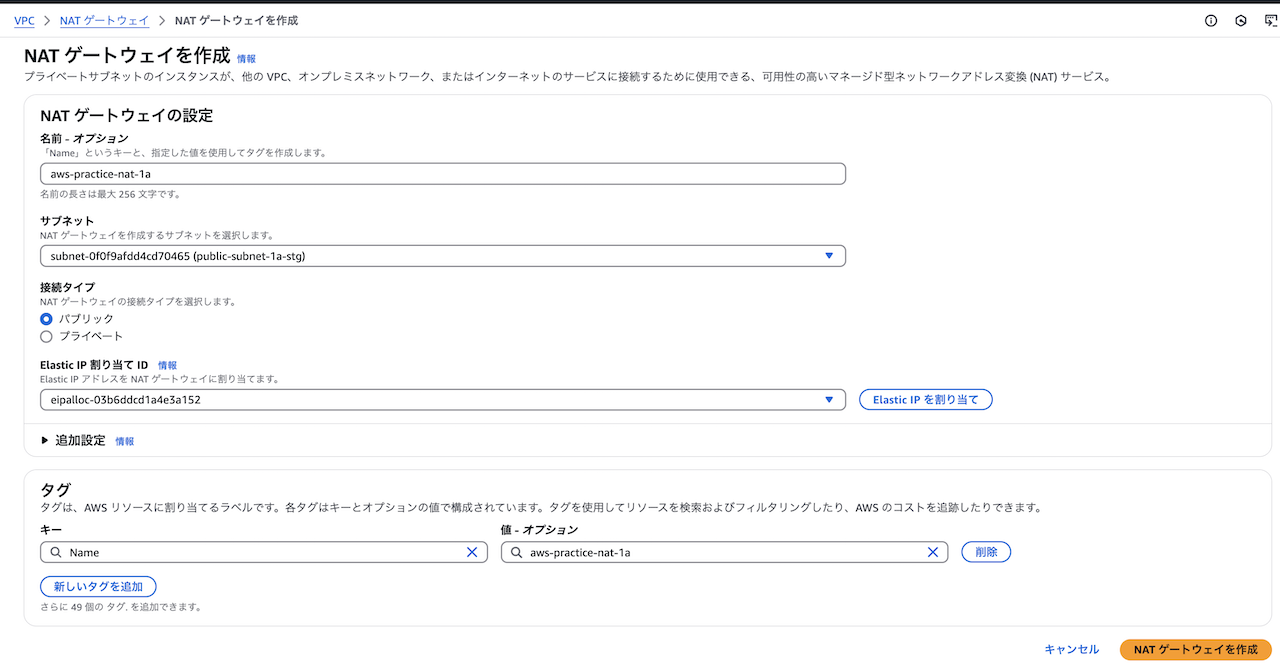 VPC > NAT ゲートウェイ > NAT ゲートウェイを作成
NAT ゲートウェイを作成 情報
プライベートサブネットのインスタンスが、他の VPC、オンプレミスネットワーク、またはインターネットのサービスに接続するために使用できる、可用性の高いマネージド型ネットワークアドレス変換 (NAT) サービス。
NAT ゲートウェイの設定
名前 - オプション
「Name」というキーと、指定した値を使用してタグを作成します。
aws-practice-nat-1a
名前の長さは最大 256 文字です。
サブネット
NAT ゲートウェイを作成するサブネットを選択します。
subnet-0f0f9afdd4cd70465 (public-subnet-1a-stg)
接続タイプ
NAT ゲートウェイの接続タイプを選択します。
パブリック
プライベート
Elastic IP 割り当て ID 情報
Elastic IP アドレスを NAT ゲートウェイに割り当てます。
eipalloc-03b6ddcd1a4e3a152 Elastic IP を割り当て
追加設定 情報
タグ
タグは、AWS リソースに割り当てるラベルです。各タグはキーとオプションの値で構成されています。タグを使用してリソースを検索およびフィルタリングしたり、AWS のコストを追跡したりできます。
キー 値 - オプション
Name aws-practice-nat-1a 削除
新しいタグを追加
さらに 49 個の タグ. を追加できます。
キャンセル NAT ゲートウェイを作成